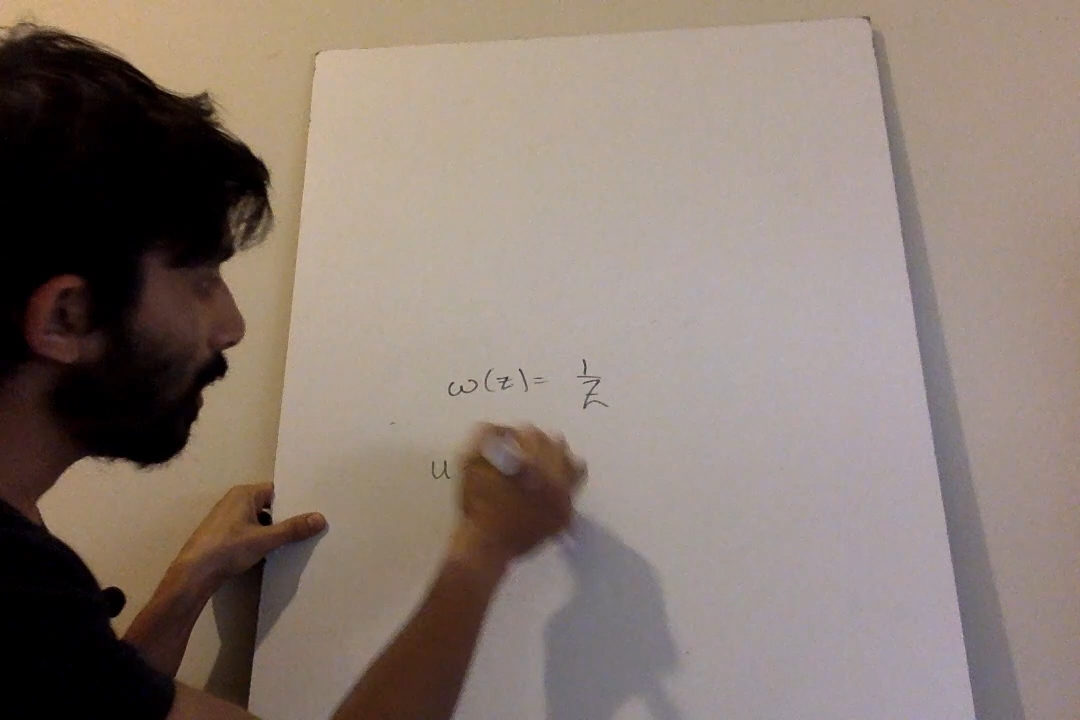 ω(z) = 1/z
u